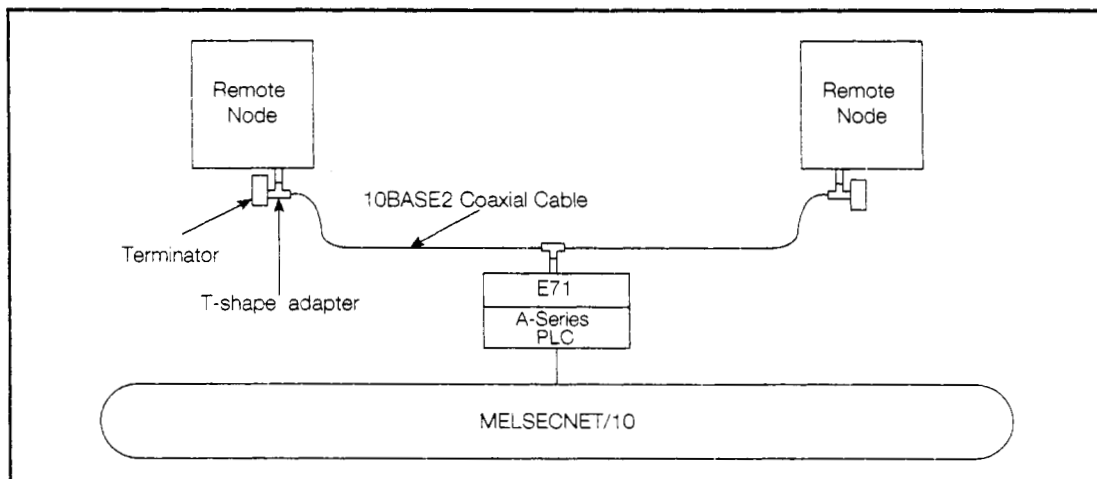 Remote
Node
Remote
Node
10BASE2 Coaxial Cable
Terminator
T-shape adapter
E71
A-Series
PLC
MELSECNET/10